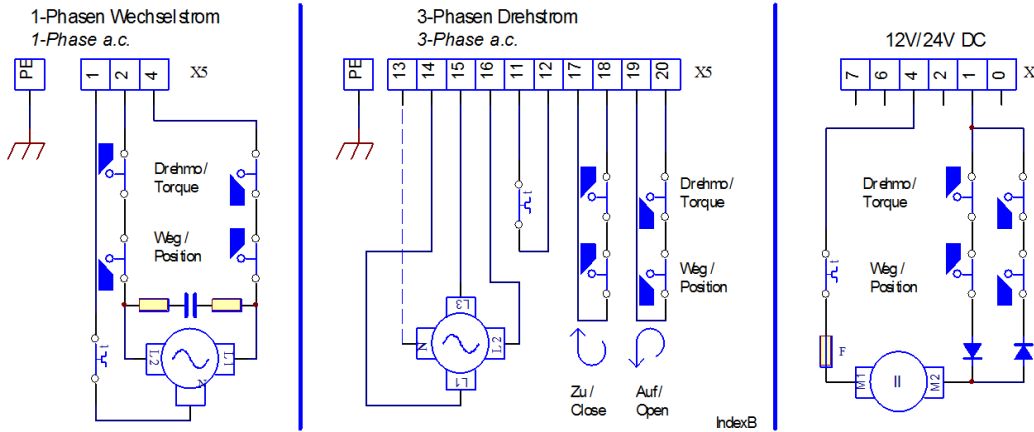 1-Phasen Wechselstrom
1-Phase a.c.
PE
1 2 4 X5
Drehmo/
Torque
Weg/
Position
t
L2 L1
N
3-Phasen Drehstrom
3-Phase a.c.
PE
13 14 15 16 11 12 17 18 19 20 X5
t
Drehmo/
Torque
Weg/
Position
L3
N L2
L1
Zu/
Close
Auf/
Open
IndexB
12V/24V DC
7 6 4 2 1 0 X
Drehmo/
Torque
Weg/
Position
t
F
M1 II M2